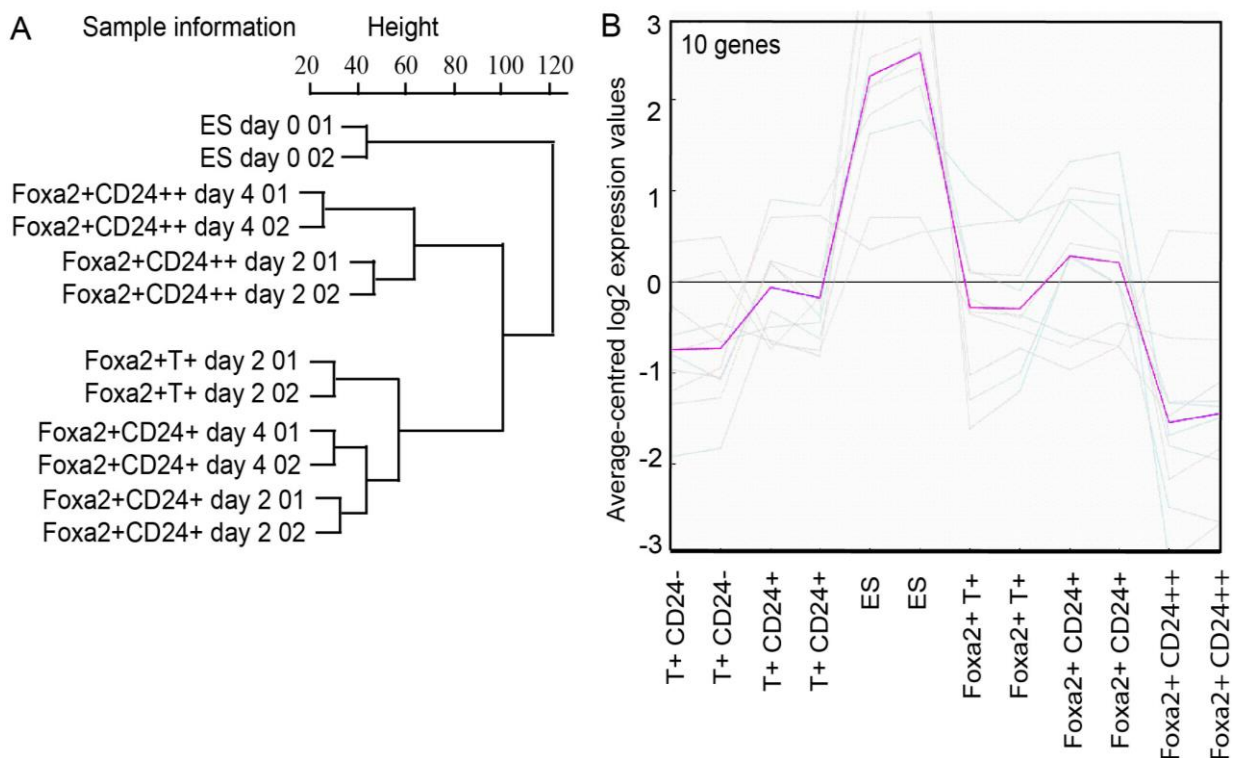 A
Sample information
Height
20 40 60 80 100 120
ES day 0 01
ES day 0 02
Foxa2+CD24++ day 4 01
Foxa2+CD24++ day 4 02
Foxa2+CD24++ day 2 01
Foxa2+CD24++ day 2 02
Foxa2+T+ day 2 01
Foxa2+T+ day 2 02
Foxa2+CD24+ day 4 01
Foxa2+CD24+ day 4 02
Foxa2+CD24+ day 2 01
Foxa2+CD24+ day 2 02
B
10 genes
Average-centred log2 expression values
3
2
1
0
-1
-2
-3
T+ CD24-
T+ CD24-
T+ CD24+
T+ CD24+
ES
ES
Foxa2+ T+
Foxa2+ T+
Foxa2+ CD24+
Foxa2+ CD24+
Foxa2+ CD24++
Foxa2+ CD24++